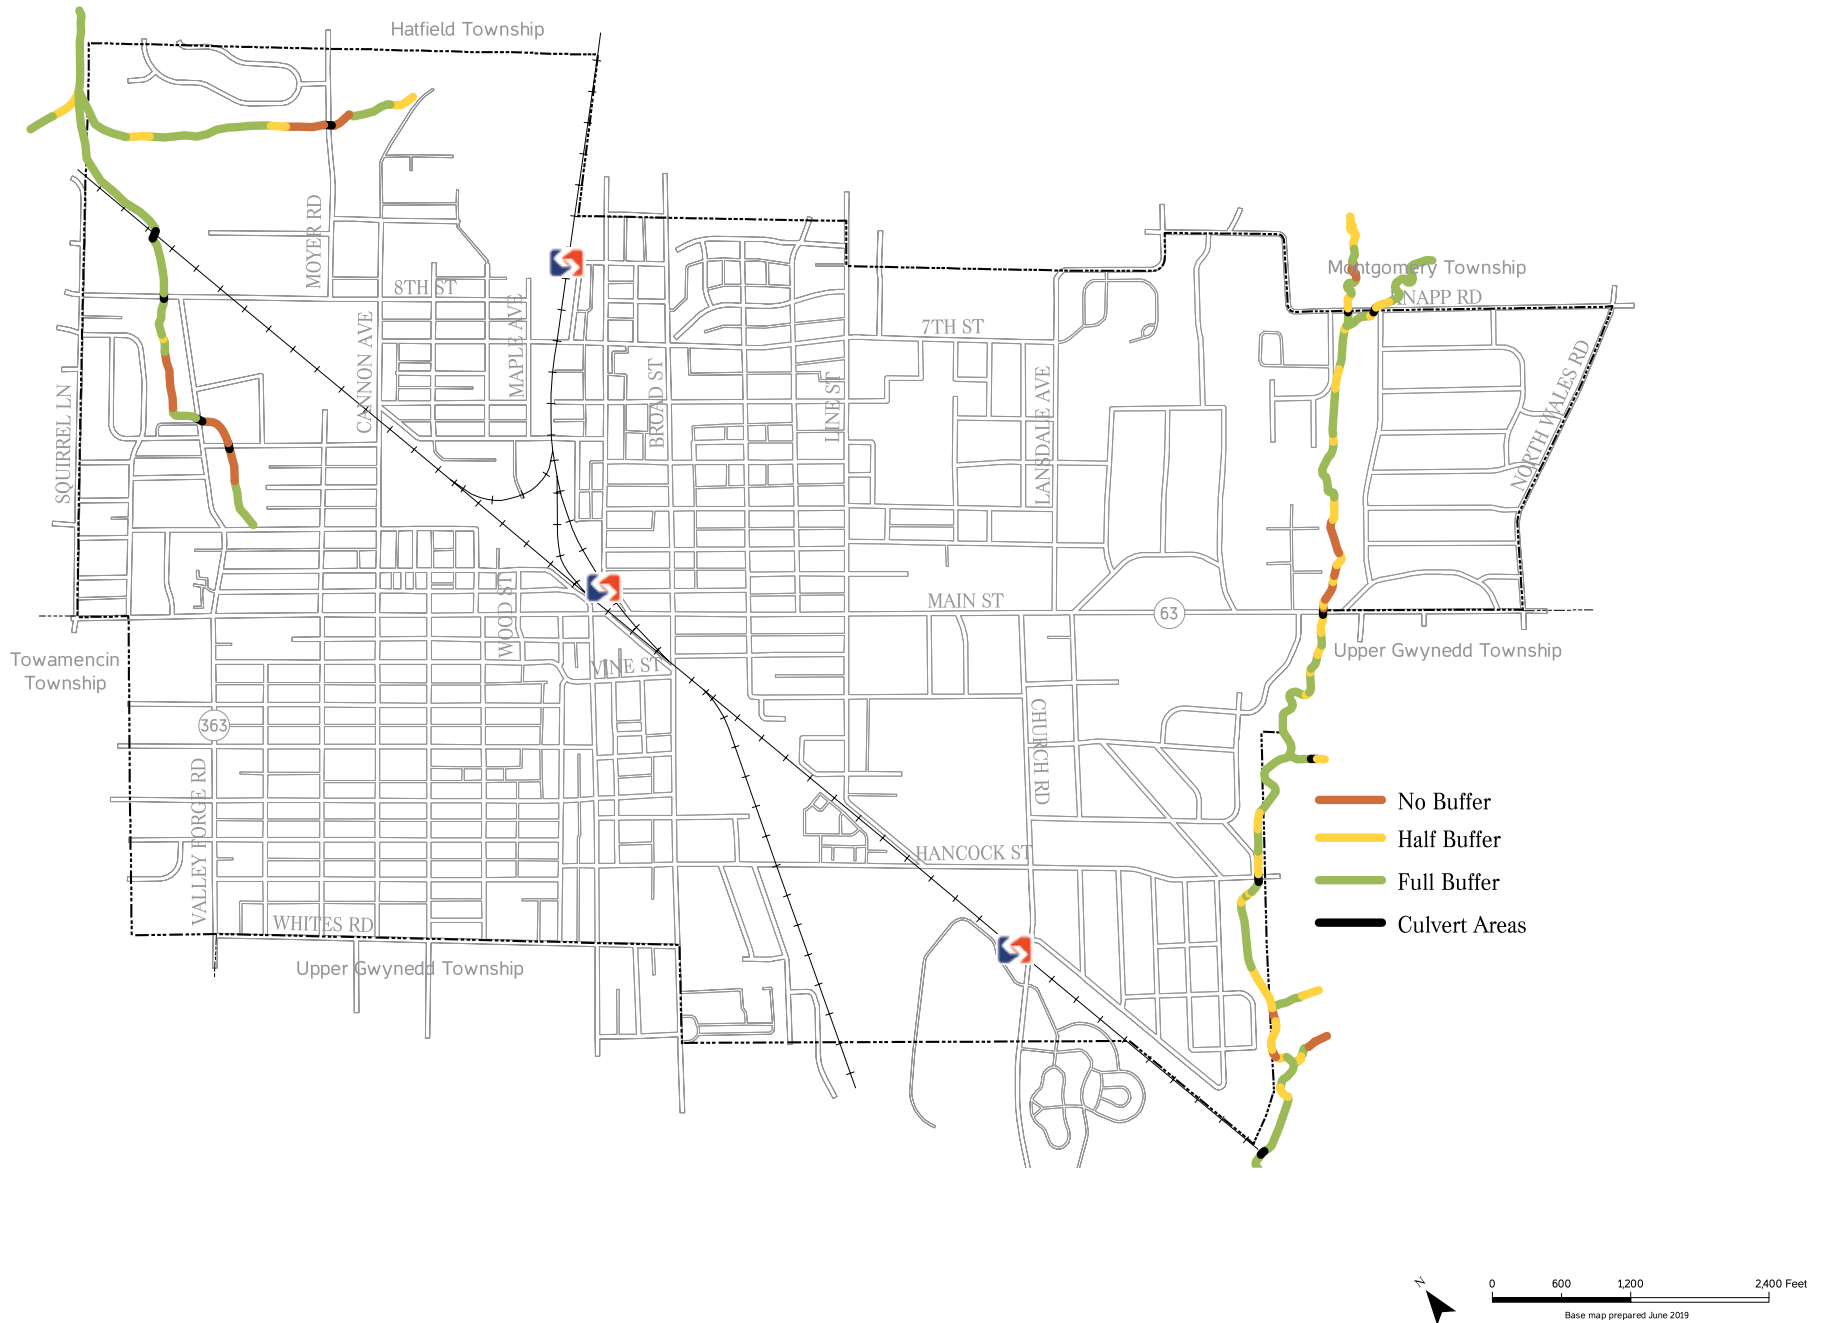 Hatfield Township
MOYER RD
8TH ST
Montgomery Township
KNAPP RD
7TH ST
CANNON AVE
MAPLE AVE
BROAD ST
LINE ST
LANSDALE AVE
NORTH WALES RD
SQUIRREL LN
WOOD ST
MAIN ST
63
VINE ST
Towamencin
Township
Upper Gwynedd Township
363
CHURCH RD
VALLEY FORGE RD
No Buffer
Half Buffer
HANCOCK ST
Full Buffer
WHITES RD
Culvert Areas
Upper Gwynedd Township
N
0 600 1,200 2,400 Feet
Base map prepared June 2019